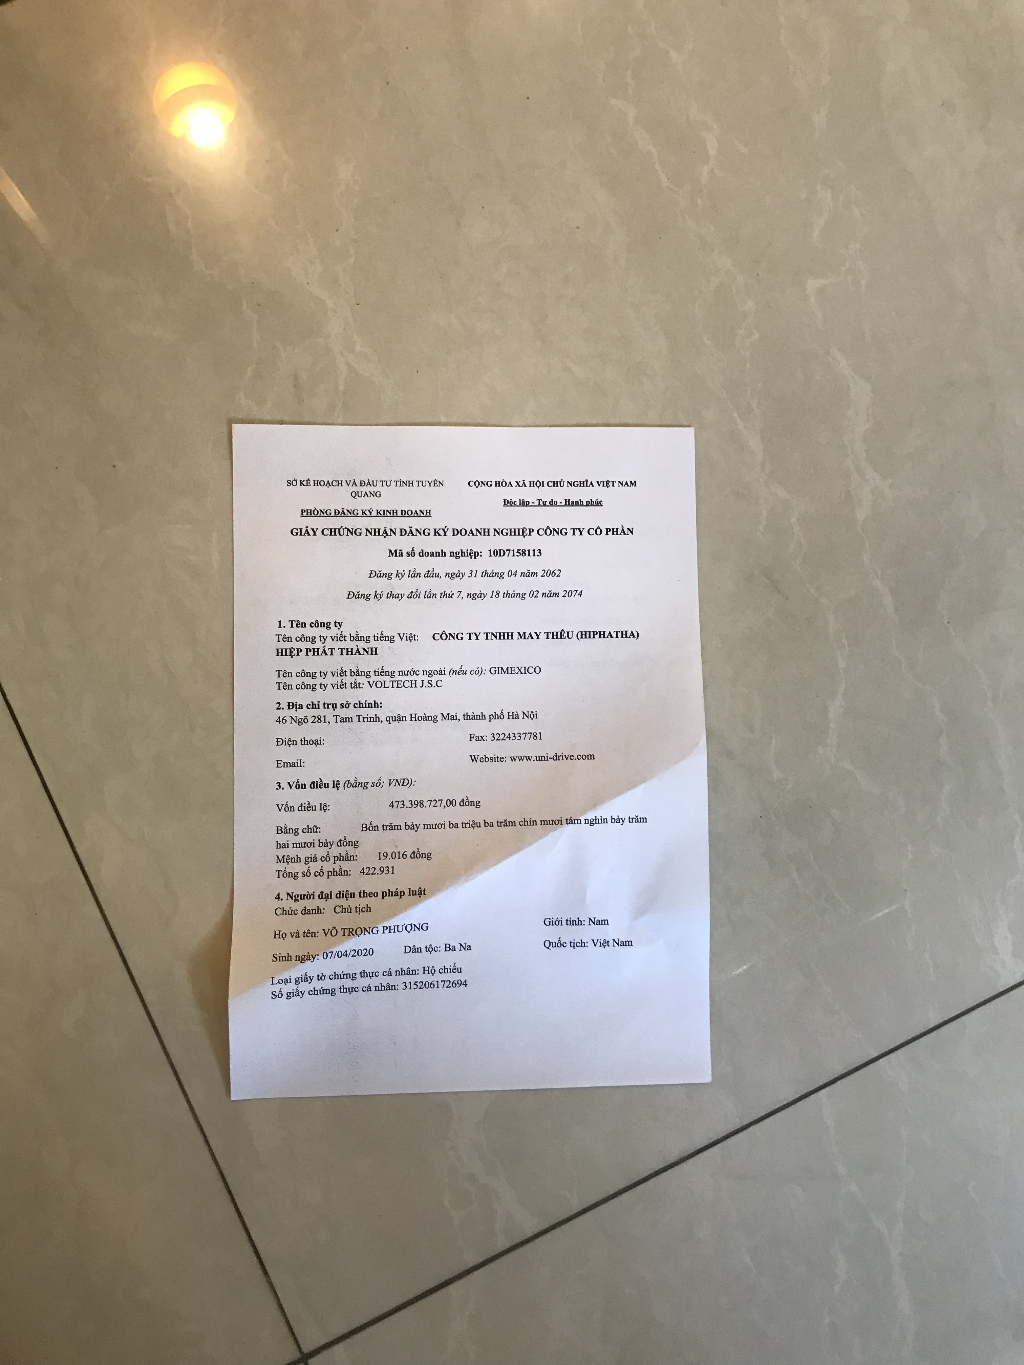 SỞ KẾ HOẠCH VÀ ĐẦU TƯ TỈNH TUYÊN
QUANG
PHÒNG ĐĂNG KÝ KINH DOANH
CỘNG HÒA XÃ HỘI CHỦ NGHĨA VIỆT NAM
Độc lập - Tự do - Hạnh phúc
GIẤY CHỨNG NHẬN ĐĂNG KÝ DOANH NGHIỆP CÔNG TY CỔ PHẦN
Mã số doanh nghiệp: 10D7158113
Đăng ký lần đầu, ngày 31 tháng 04 năm 2062
Đăng ký thay đổi lần thứ 7, ngày 18 tháng 02 năm 2074
1. Tên công ty
Tên công ty viết bằng tiếng Việt: CÔNG TY TNHH MAY THÊU (HIPHATHA)
HIỆP PHÁT THÀNH
Tên công ty viết bằng tiếng nước ngoài (nếu có): GIMEXICO
Tên công ty viết tắt: VOLTECH J.S.C
2. Địa chỉ trụ sở chính:
46 Ngõ 281, Tam Trinh, quận Hoàng Mai, thành phố Hà Nội
Điện thoại: Fax: 3224337781
Email: Website: www.uni-drive.com
3. Vốn điều lệ (bằng số; VNĐ):
Vốn điều lệ: 473.398.727,00 đồng
Bằng chữ: Bốn trăm bảy mươi ba triệu ba trăm chín mươi tám nghìn bảy trăm
hai mươi bảy đồng
Mệnh giá cổ phần: 19,016 đồng
Tổng số cổ phần: 422.931
4. Người đại diện theo pháp luật
Chức danh: Chủ tịch
Họ và tên: VÕ TRỌNG PHƯỢNG Giới tính: Nam
Sinh ngày: 07/04/2020 Dân tộc: Ba Na Quốc tịch: Việt Nam
Loại giấy tờ chứng thực cá nhân: Hộ chiếu
Số giấy chứng thực cá nhân: 315206172694